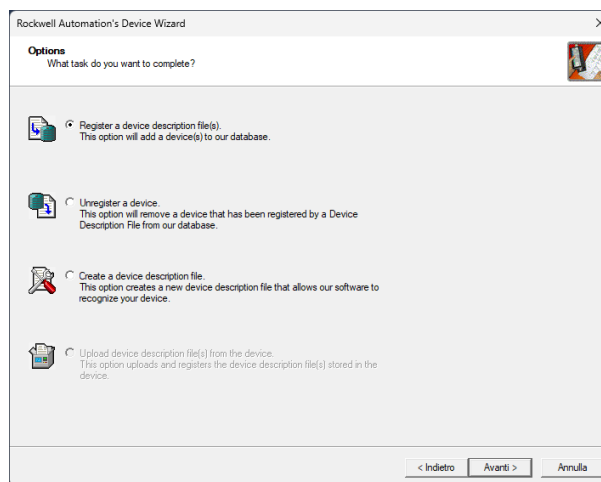 Rockwell Automation's Device Wizard
Options
What task do you want to complete?
Register a device description file(s).
This option will add a device(s) to our database.
Unregister a device.
This option will remove a device that has been registered by a Device
Description File from our database.
Create a device description file.
This option creates a new device description file that allows our software to
recognize your device.
Upload device description file(s) from the device.
This option uploads and registers the device description file(s) stored in the
device.
< Indietro
Avanti >
Annulla